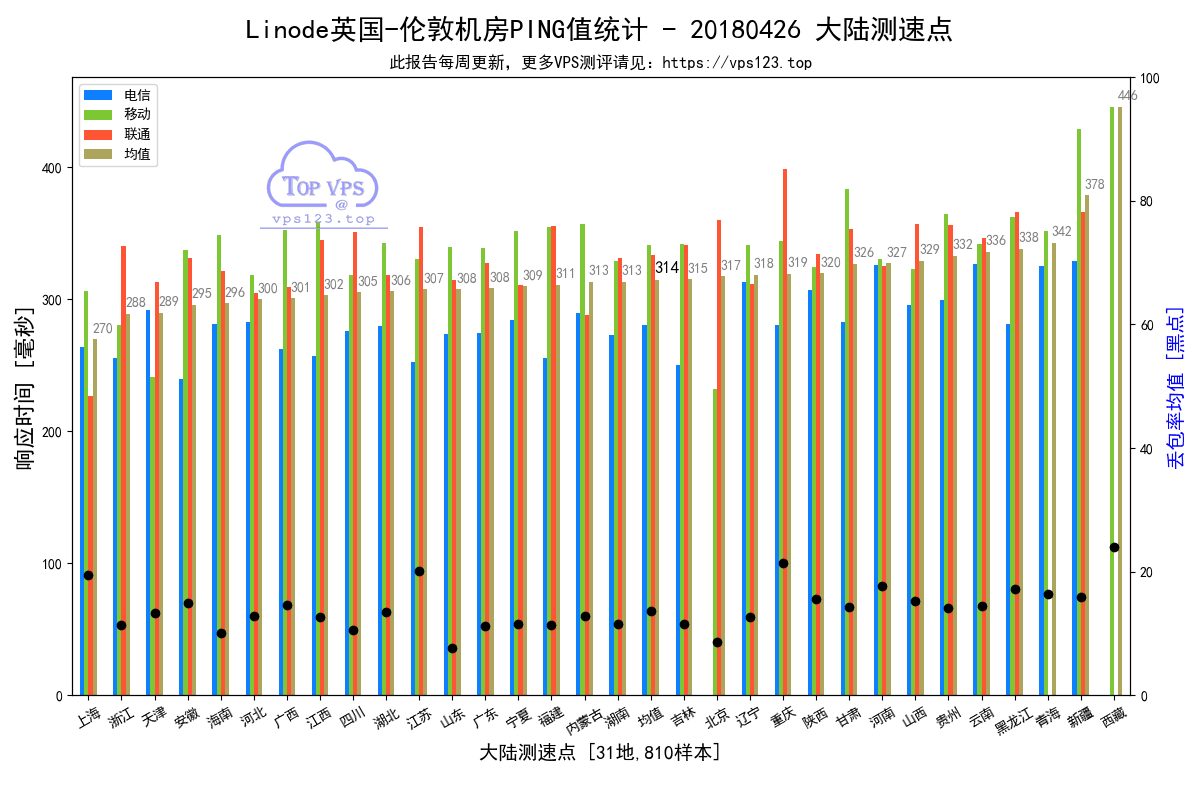 Linode英国-伦敦机房PING值统计 - 20180426 大陆测速点
此报告每周更新，更多VPS测评请见：https://vps123.top
电信
移动
联通
均值
TOP VPS
@
vps123.top
响应时间 [毫秒]
400
300
200
100
0
270 288 289 295 296 300 301 302 305 306 307 308 308 309 311 313 313 314 315 317 318 319 320 326 327 329 332 336 338 342 378 446
100
80
60
40
20
0
丢包率均值 [黑点]
上海 浙江 天津 安徽 海南 河北 广西 江西 四川 湖北 江苏 山东 广东 宁夏 福建 内蒙古 湖南 均值 吉林 北京 辽宁 重庆 陕西 甘肃 河南 山西 贵州 云南 黑龙江 青海 新疆 西藏
大陆测速点 [31地,810样本]